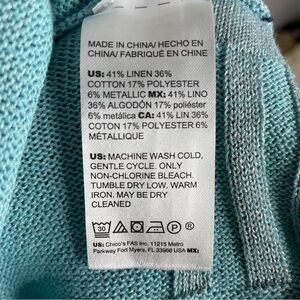 MADE IN CHINA/ HECHO EN
CHINA/ FABRIQUÉ EN CHINE
US: 41% LINEN 36%
COTTON 17% POLYESTER
6% METALLIC MX: 41% LINO
36% ALGODÓN 17% poliéster
6% metálica CA: 41% LIN 36%
COTON 17% POLYESTER 6%
MÉTALLIQUE
US: MACHINE WASH COLD,
GENTLE CYCLE. ONLY
NON-CHLORINE BLEACH.
TUMBLE DRY LOW. WARM
IRON. MAY BE DRY
CLEANED
30 P ®
US: Chico's FAS Inc. 11215 Metro
Parkway Fort Myers, FL 33966 USA MX: